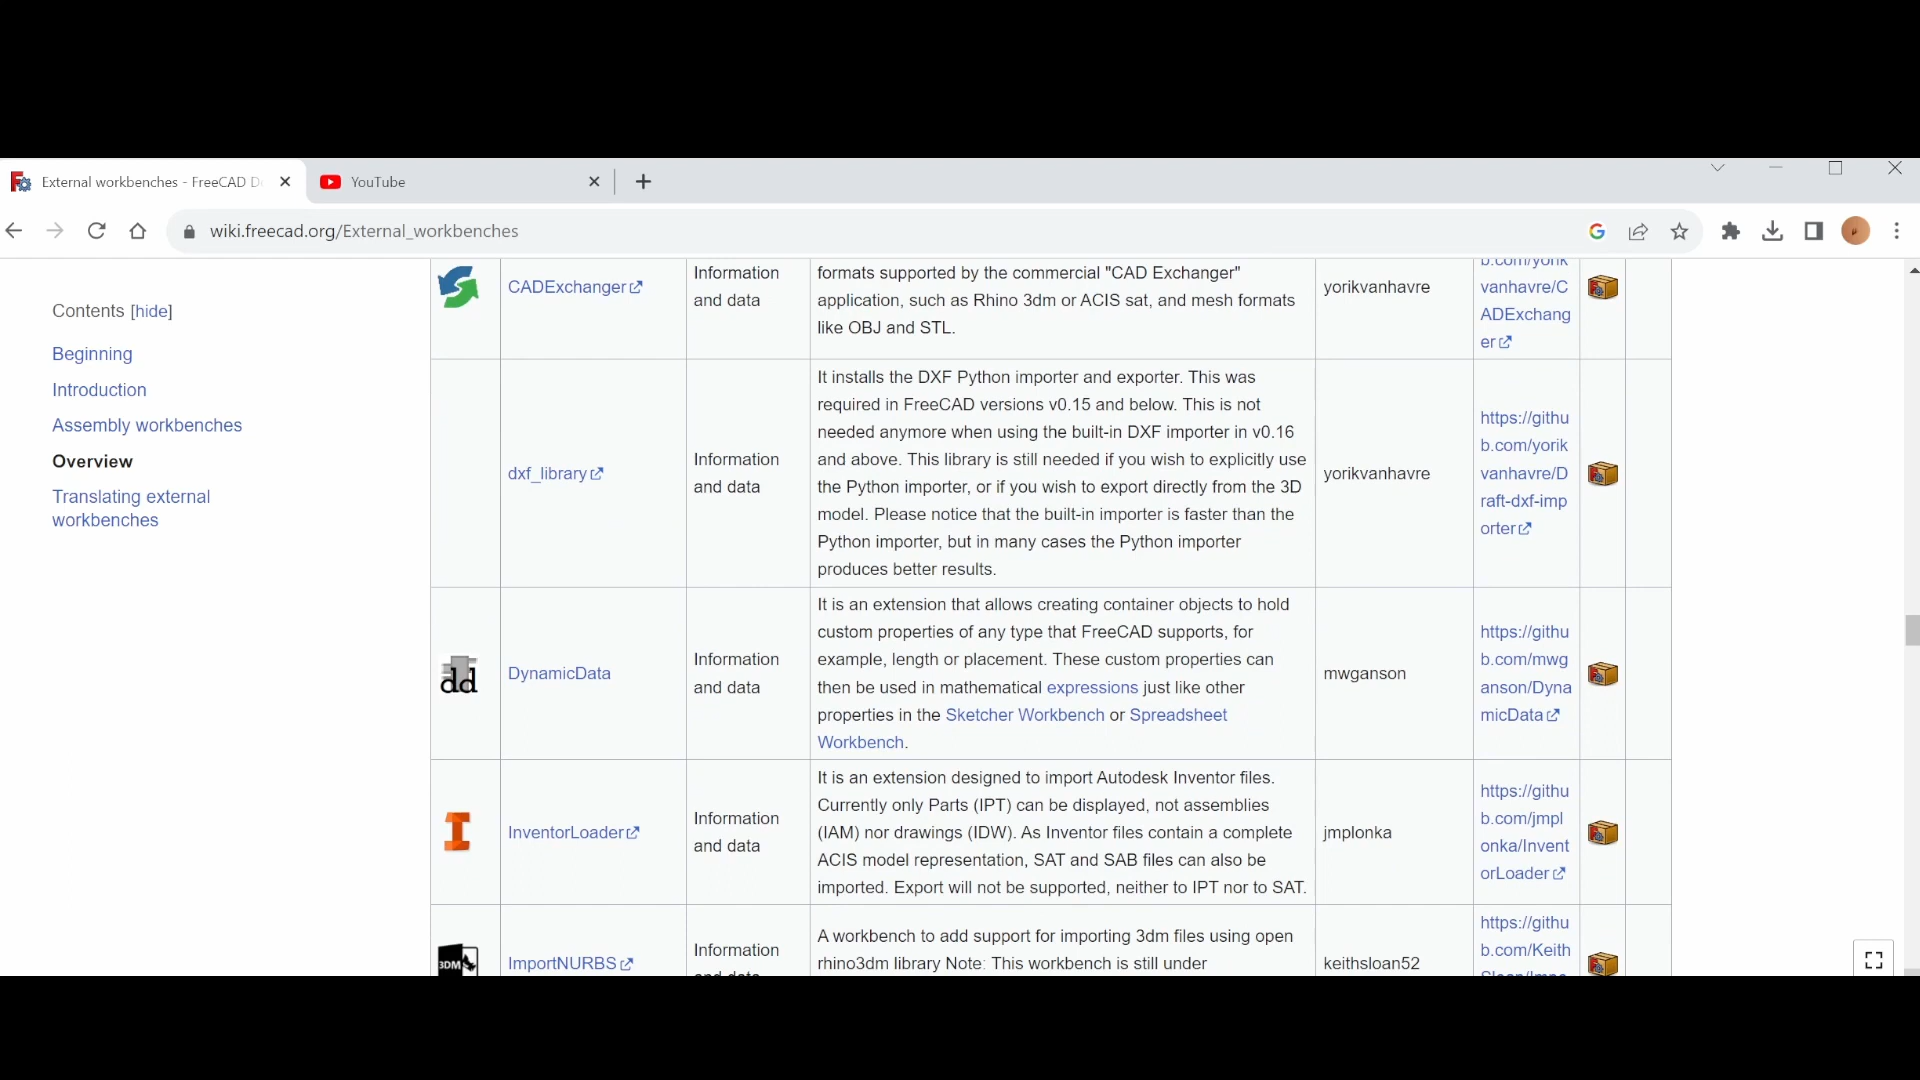 External workbenches - FreeCAD D
YouTube
wiki.freecad.org/External_workbenches
Contents [hide]
Beginning
Introduction
Assembly workbenches
Overview
Translating external
workbenches
CADExchanger
Information
and data
formats supported by the commercial "CAD Exchanger"
application, such as Rhino 3dm or ACIS sat, and mesh formats
like OBJ and STL.
yorikvanhavre
b.com/yorik
vanhavre/C
ADExchang
er
dxf_library
Information
and data
It installs the DXF Python importer and exporter. This was
required in FreeCAD versions v0.15 and below. This is not
needed anymore when using the built-in DXF importer in v0.16
and above. This library is still needed if you wish to explicitly use
the Python importer, or if you wish to export directly from the 3D
model. Please notice that the built-in importer is faster than the
Python importer, but in many cases the Python importer
produces better results.
yorikvanhavre
https://githu
b.com/yorik
vanhavre/D
raft-dxf-imp
orter
dd
DynamicData
Information
and data
It is an extension that allows creating container objects to hold
custom properties of any type that FreeCAD supports, for
example, length or placement. These custom properties can
then be used in mathematical expressions just like other
properties in the Sketcher Workbench or Spreadsheet
Workbench.
mwganson
https://githu
b.com/mwg
anson/Dyna
micData
I
InventorLoader
Information
and data
It is an extension designed to import Autodesk Inventor files.
Currently only Parts (IPT) can be displayed, not assemblies
(IAM) nor drawings (IDW). As Inventor files contain a complete
ACIS model representation, SAT and SAB files can also be
imported. Export will not be supported, neither to IPT nor to SAT.
jmplonka
https://githu
b.com/jmpl
onka/Invent
orLoader
3DM
ImportNURBS
Information
and data
A workbench to add support for importing 3dm files using open
rhino3dm library Note: This workbench is still under
keithsloan52
https://githu
b.com/Keith